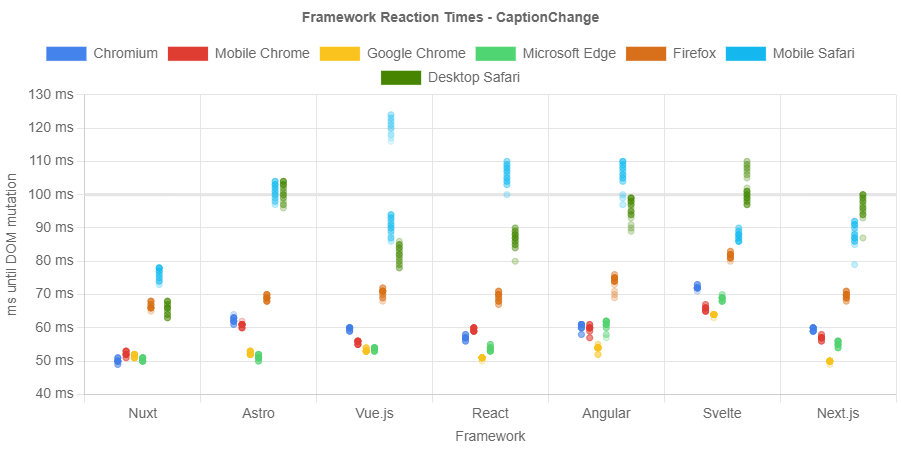 Framework Reaction Times - CaptionChange
Chromium Mobile Chrome Google Chrome Microsoft Edge Firefox Mobile Safari
Desktop Safari
130 ms
120 ms
110 ms
100 ms
90 ms
80 ms
70 ms
60 ms
50 ms
40 ms
ms until DOM mutation
Nuxt Astro Vue.js React Angular Svelte Next.js
Framework